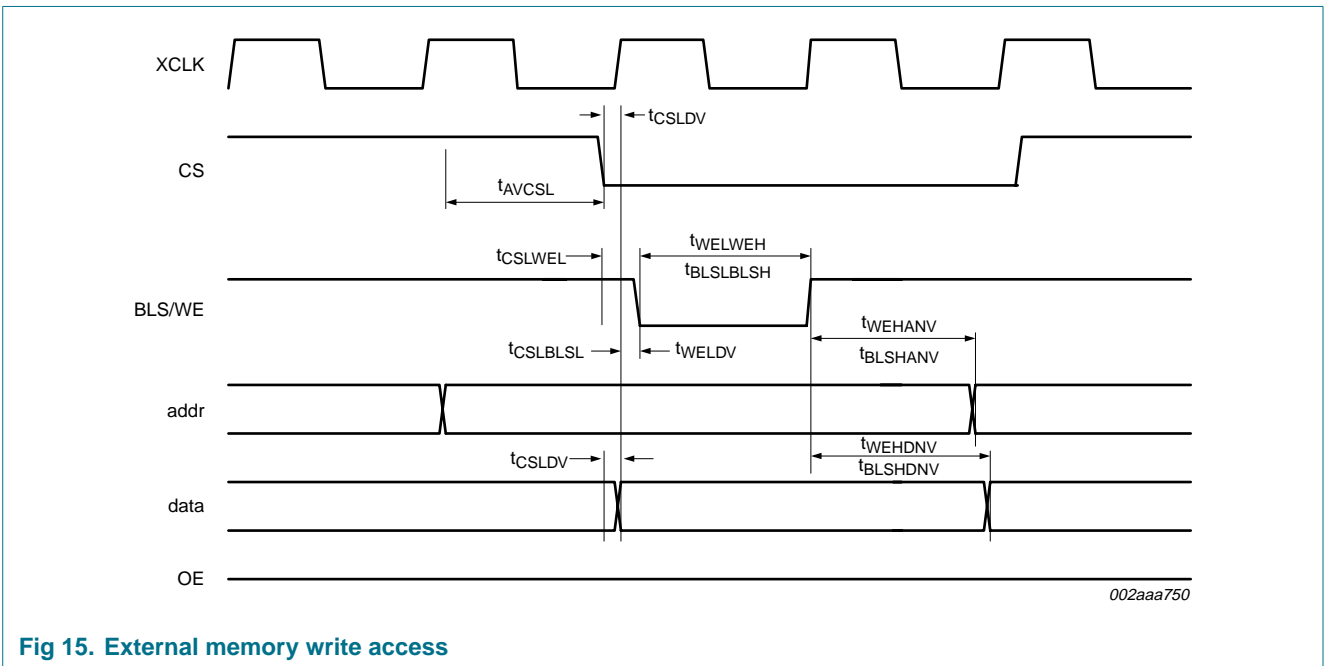 XCLK
tCSLDV
CS
tAVCSL
tCSLWEL
tWELWEH
tBLSLBLSH
BLS/WE
tWEHANV
tCSLBLSL
tWELDV
tBLSHANV
addr
tWEHDNV
tCSLDV
tBLSHDNV
data
OE
002aaa750
Fig 15. External memory write access